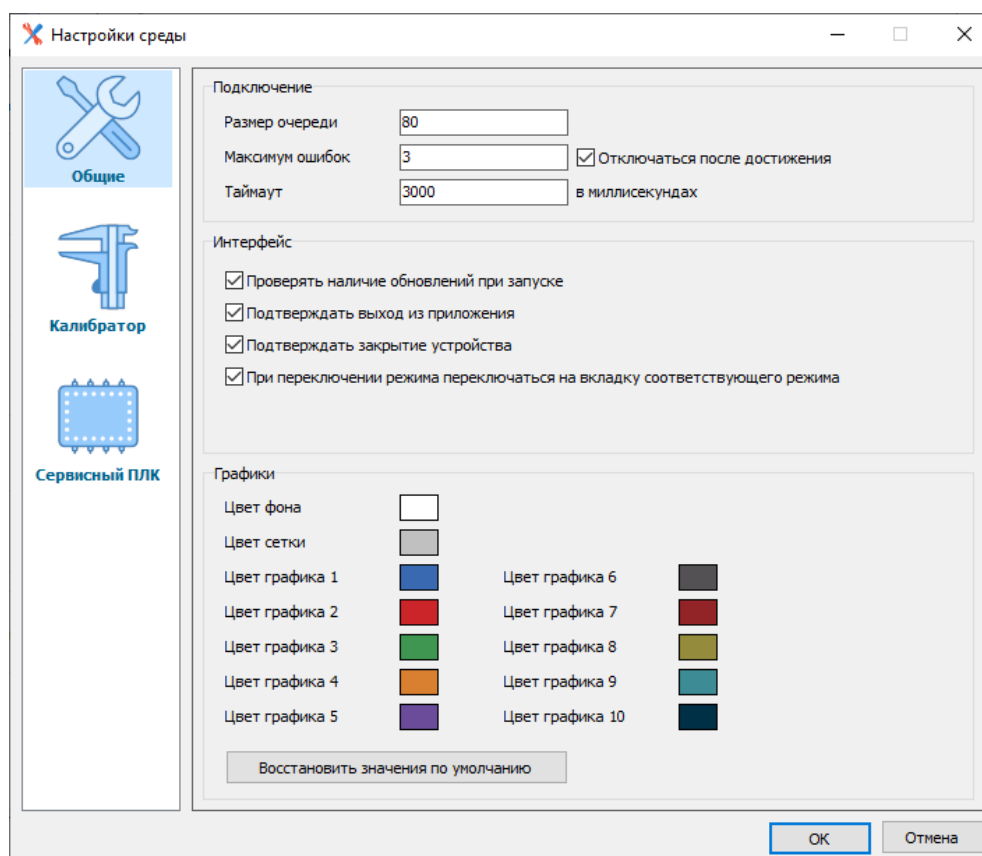 Настройки среды
Общие
Калибратор
Сервисный ПЛК
Подключение
Размер очереди 80
Максимум ошибок 3 Отключаться после достижения
Таймаут 3000 в миллисекундах
Интерфейс
Проверять наличие обновлений при запуске
Подтверждать выход из приложения
Подтверждать закрытие устройства
При переключении режима переключаться на вкладку соответствующего режима
Графики
Цвет фона
Цвет сетки
Цвет графика 1 Цвет графика 6
Цвет графика 2 Цвет графика 7
Цвет графика 3 Цвет графика 8
Цвет графика 4 Цвет графика 9
Цвет графика 5 Цвет графика 10
Восстановить значения по умолчанию
ОК Отмена